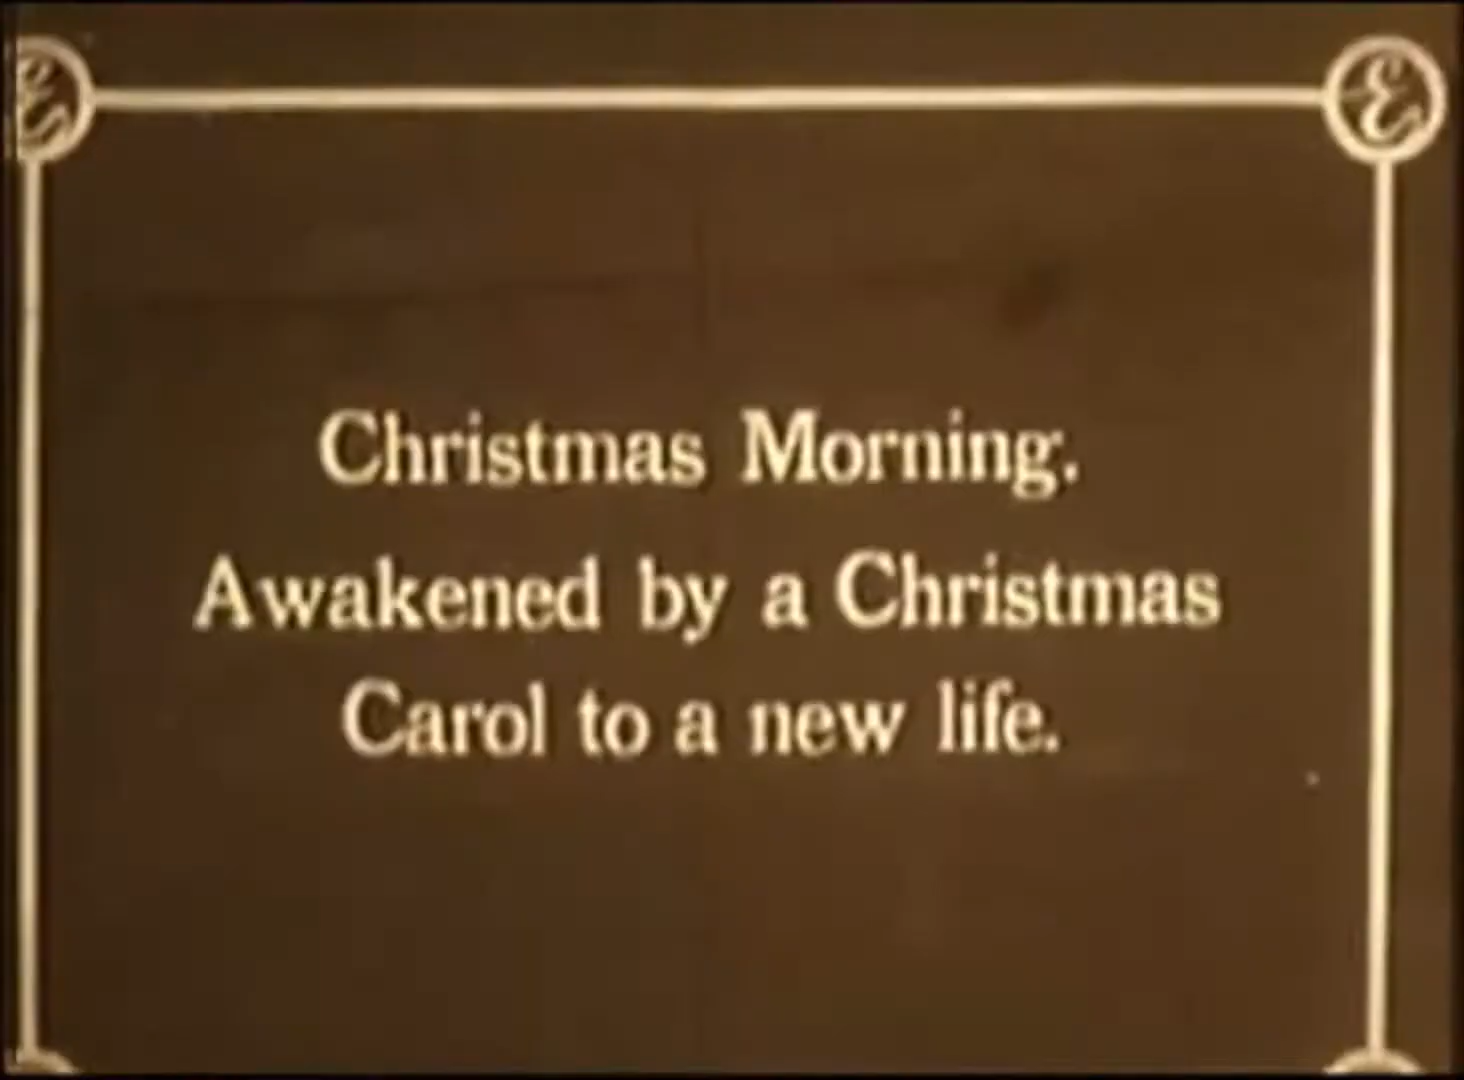 E
E
Christmas Morning.
Awakened by a Christmas
Carol to a new life.